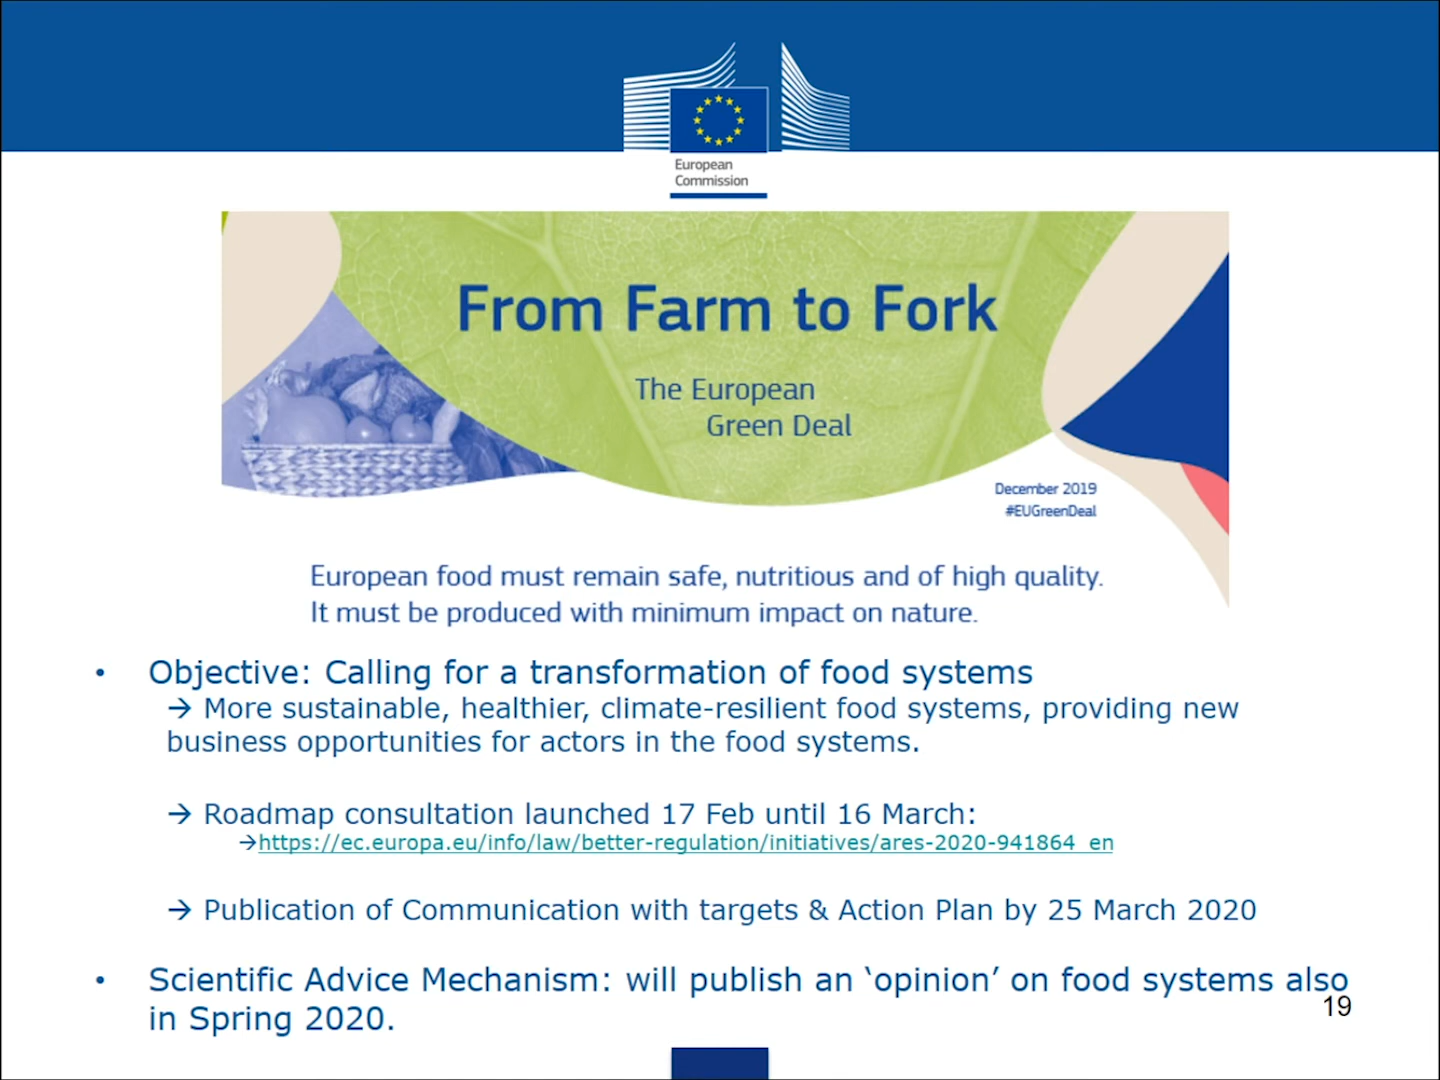 European
Commission
From Farm to Fork
The European
Green Deal
December 2019
#EUGreenDeal
European food must remain safe, nutritious and of high quality.
It must be produced with minimum impact on nature.
• Objective: Calling for a transformation of food systems
→ More sustainable, healthier, climate-resilient food systems, providing new
business opportunities for actors in the food systems.
→ Roadmap consultation launched 17 Feb until 16 March:
→https://ec.europa.eu/info/law/better-regulation/initiatives/ares-2020-941864_en
→ Publication of Communication with targets & Action Plan by 25 March 2020
• Scientific Advice Mechanism: will publish an ‘opinion’ on food systems also
in Spring 2020.
19